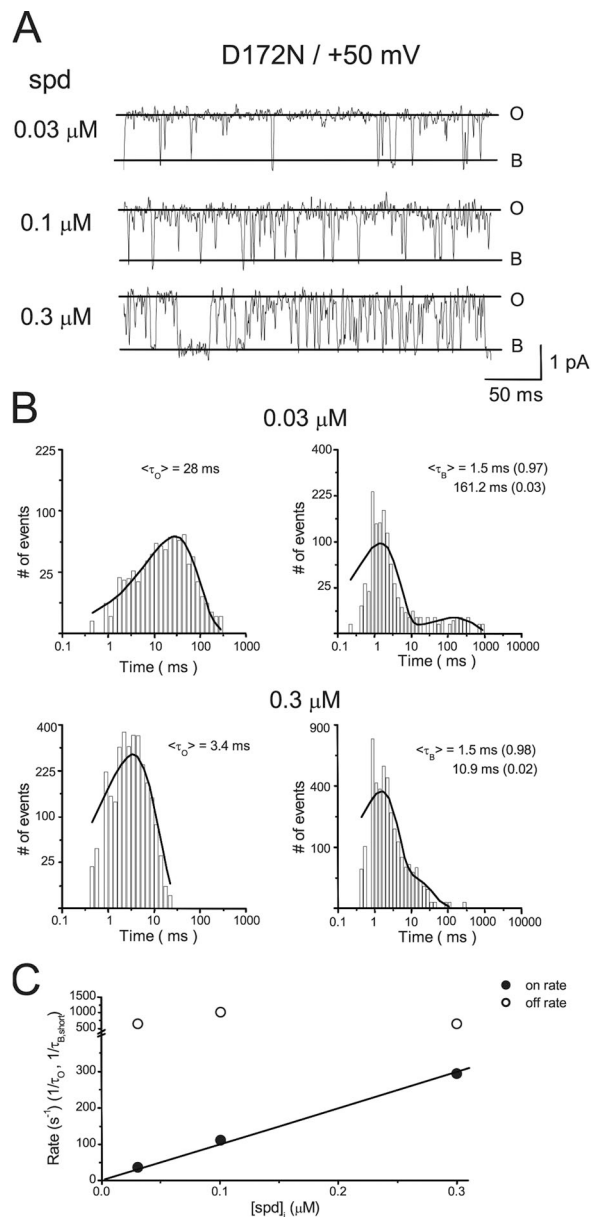 A
D172N / +50 mV
spd
0.03 μM
O
B
0.1 μM
O
B
0.3 μM
O
B
1 pA
50 ms
B
0.03 μM
225
100
25
# of events
<τO> = 28 ms
0.1 1 10 100 1000
Time ( ms )
400
225
100
25
# of events
<τB> = 1.5 ms (0.97)
161.2 ms (0.03)
0.1 1 10 100 1000 10000
Time ( ms )
0.3 μM
400
225
100
25
# of events
<τO> = 3.4 ms
0.1 1 10 100 1000
Time ( ms )
900
400
100
# of events
<τB> = 1.5 ms (0.98)
10.9 ms (0.02)
0.1 1 10 100 1000 10000
Time ( ms )
C
on rate
off rate
1500
1000
500
300
200
100
0
Rate (s⁻¹) (1/τO , 1/τB,short)
0.0 0.1 0.2 0.3
[spd]i (μM)